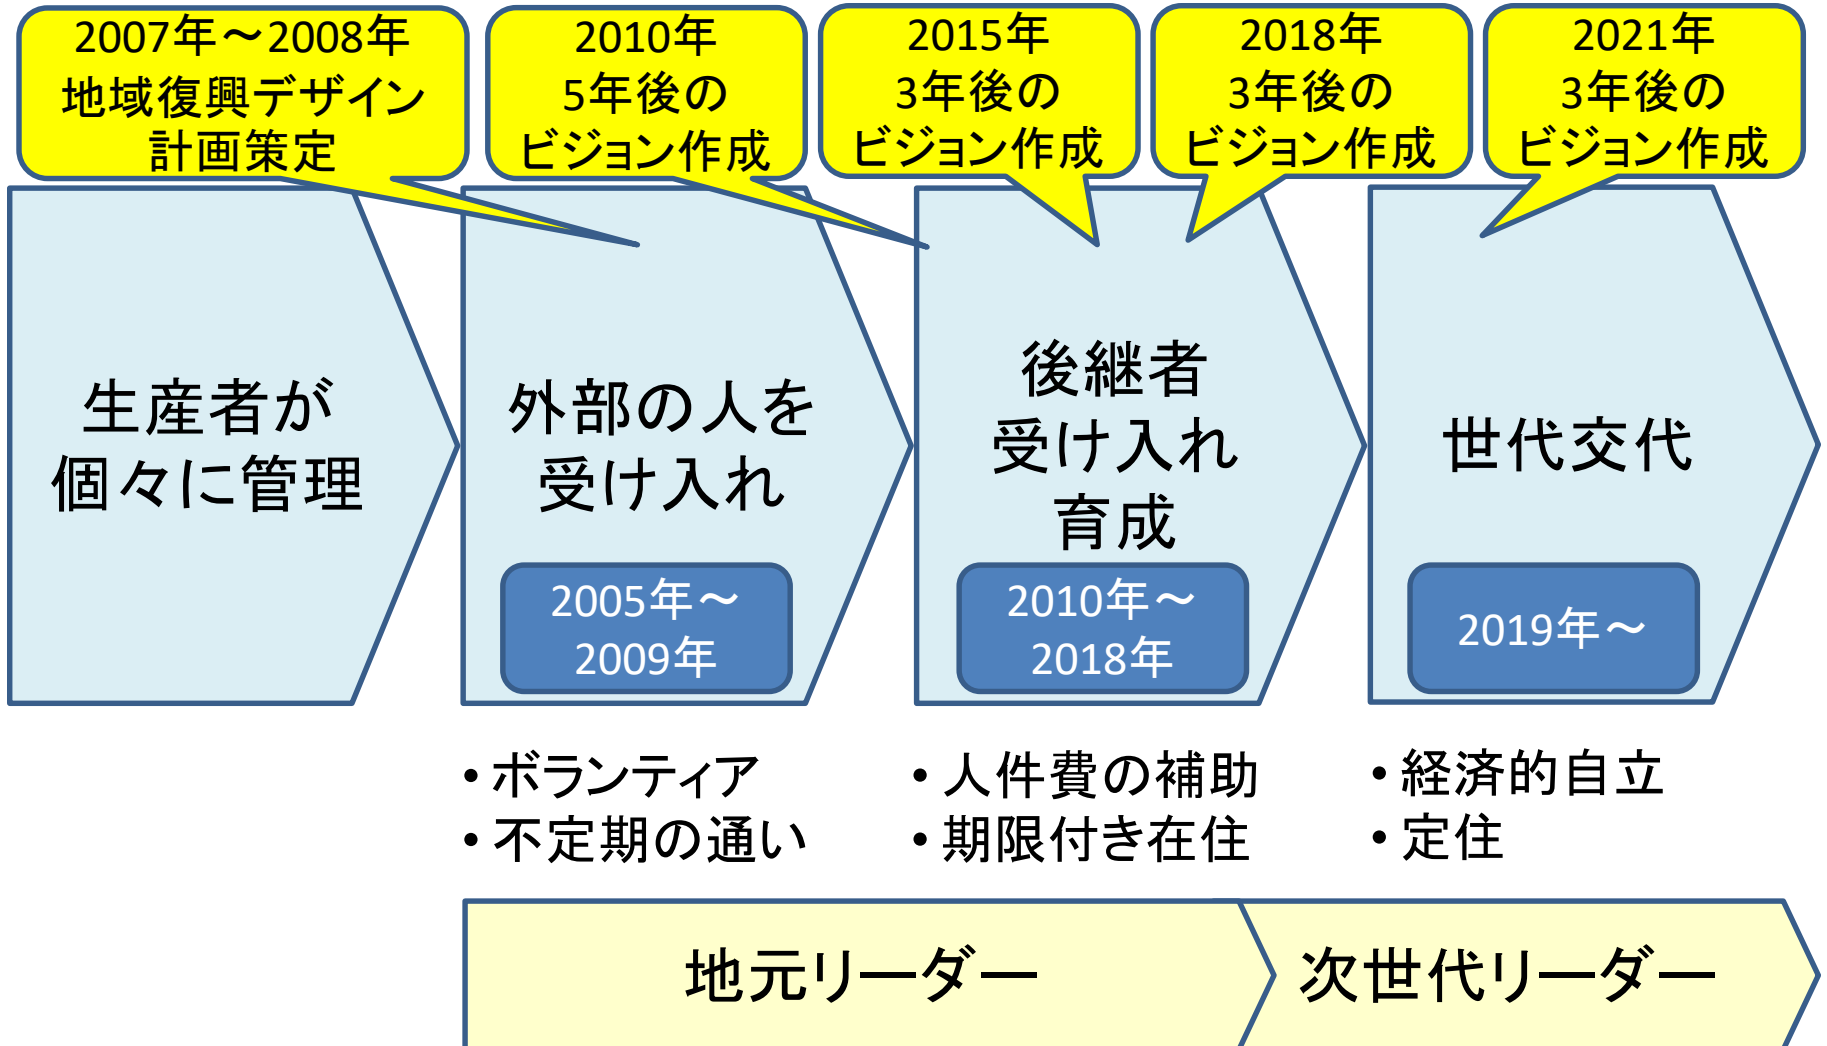 2007年～2008年
地域復興デザイン
計画策定
2010年
5年後の
ビジョン作成
2015年
3年後の
ビジョン作成
2018年
3年後の
ビジョン作成
2021年
3年後の
ビジョン作成
生産者が
個々に管理
外部の人を
受け入れ
2005年～
2009年
後継者
受け入れ
育成
2010年～
2018年
世代交代
2019年～
•ボランティア
•不定期の通い
•人件費の補助
•期限付き在住
•経済的自立
•定住
地元リーダー
次世代リーダー